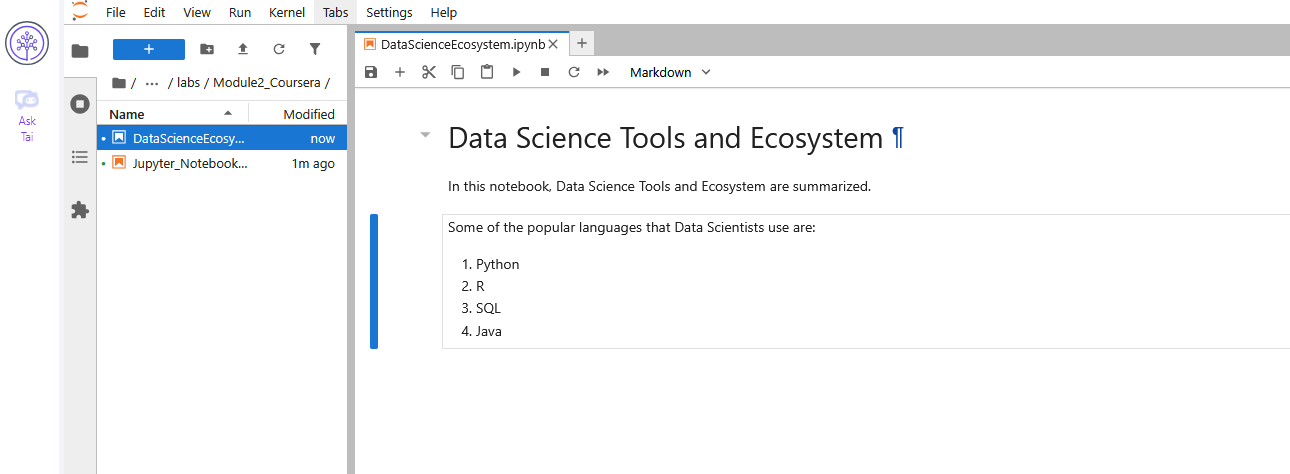 File Edit View Run Kernel Tabs Settings Help
Ask
Tai
+
/ ... / labs / Module2_Coursera /
Name Modified
DataScienceEcosy... now
Jupyter_Notebook... 1m ago
DataScienceEcosystem.ipynb
Markdown
Data Science Tools and Ecosystem ¶
In this notebook, Data Science Tools and Ecosystem are summarized.
Some of the popular languages that Data Scientists use are:
1. Python
2. R
3. SQL
4. Java